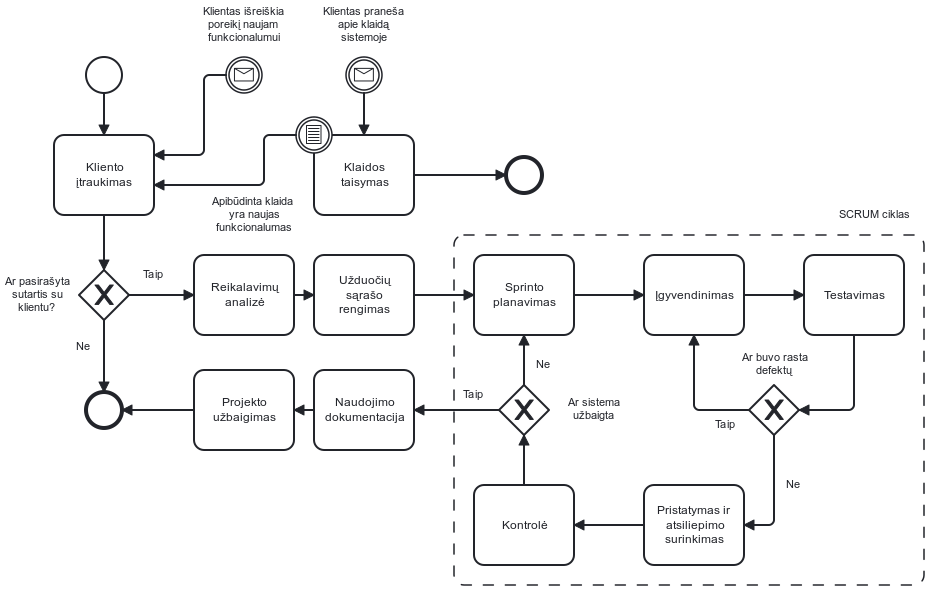 Klientas išreiškia
poreikį naujam
funkcionalumui
Klientas praneša
apie klaidą
sistemoje
Kliento
įtraukimas
Klaidos
taisymas
Apibūdinta klaida
yra naujas
funkcionalumas
SCRUM ciklas
Ar pasirašyta
sutartis su
klientu?
Taip
Ne
Reikalavimų
analizė
Užduočių
sąrašo
rengimas
Sprinto
planavimas
Įgyvendinimas
Testavimas
Ar buvo rasta
defektų
Taip
Ne
Ne
Taip
Ar sistema
užbaigta
Projekto
užbaigimas
Naudojimo
dokumentacija
Kontrolė
Pristatymas ir
atsiliepimo
surinkimas